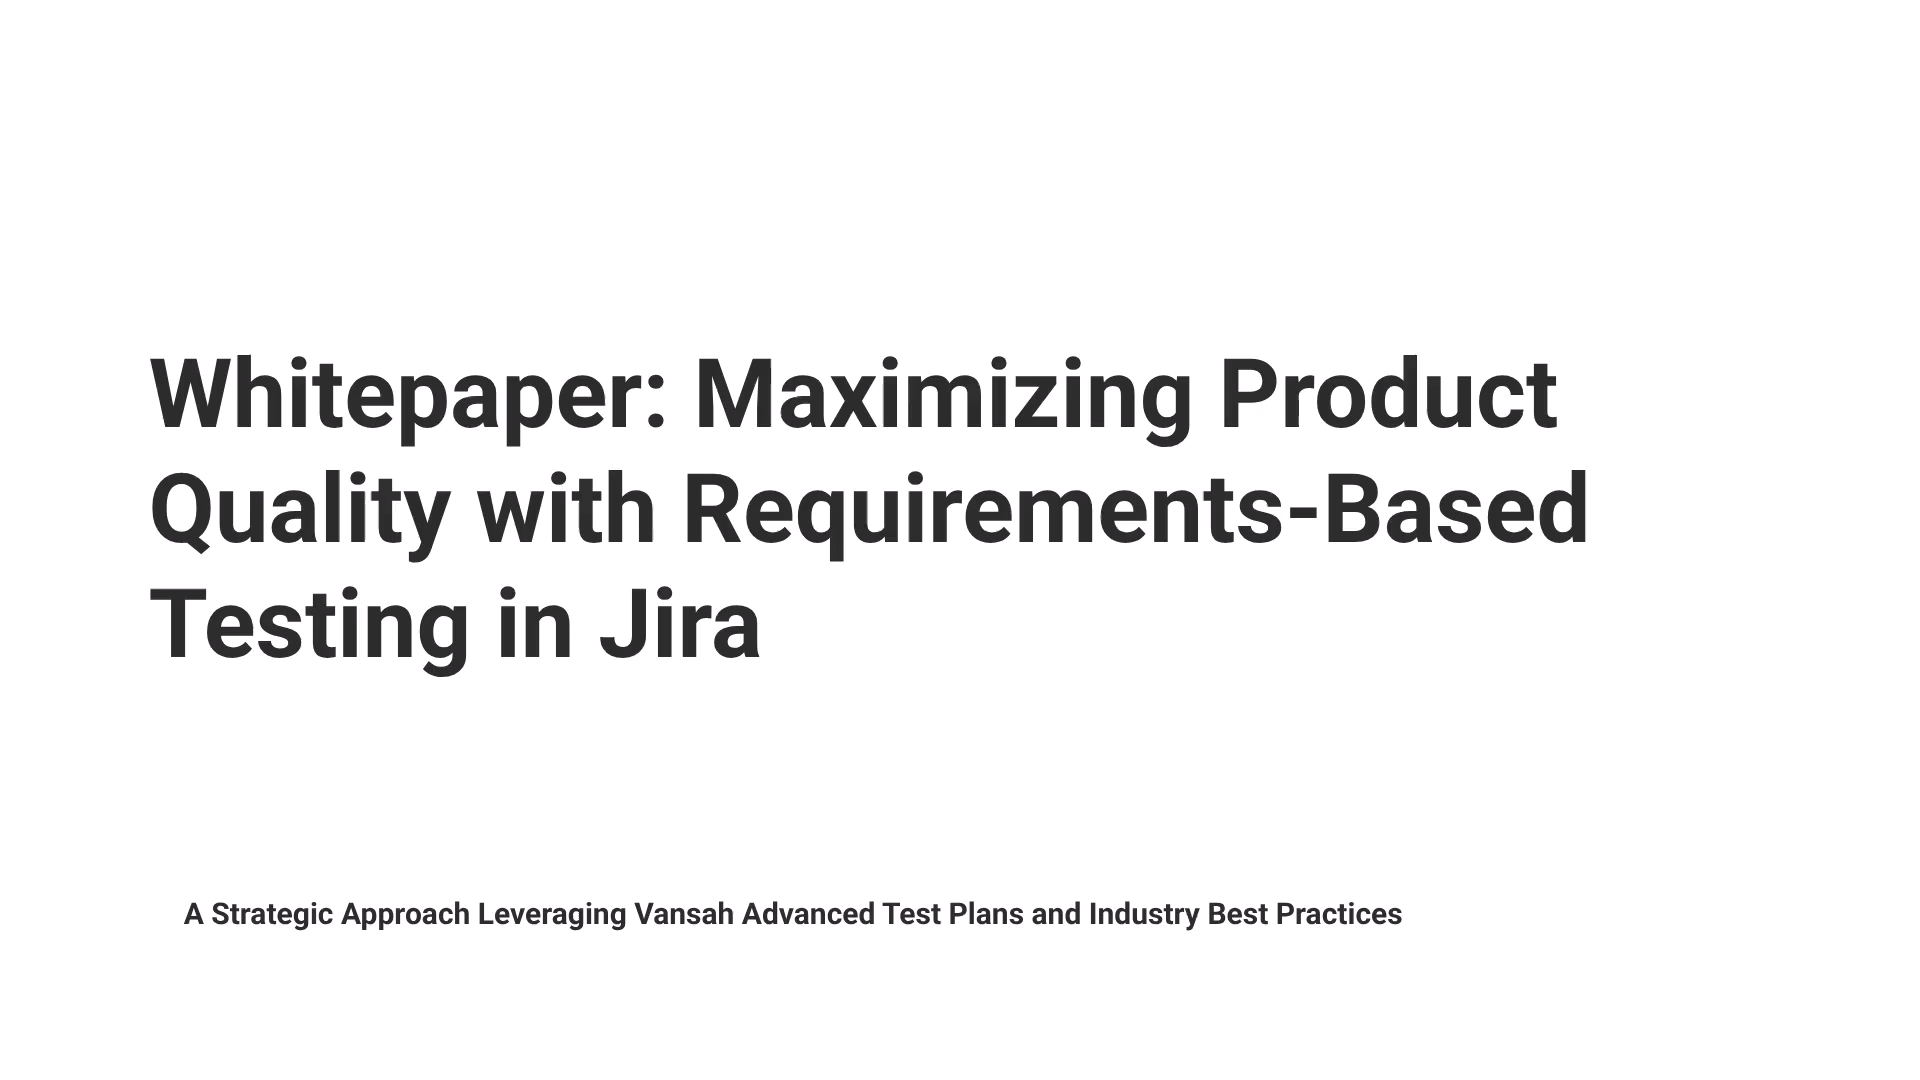 Whitepaper: Maximizing Product
Quality with Requirements-Based
Testing in Jira
A Strategic Approach Leveraging Vansah Advanced Test Plans and Industry Best Practices